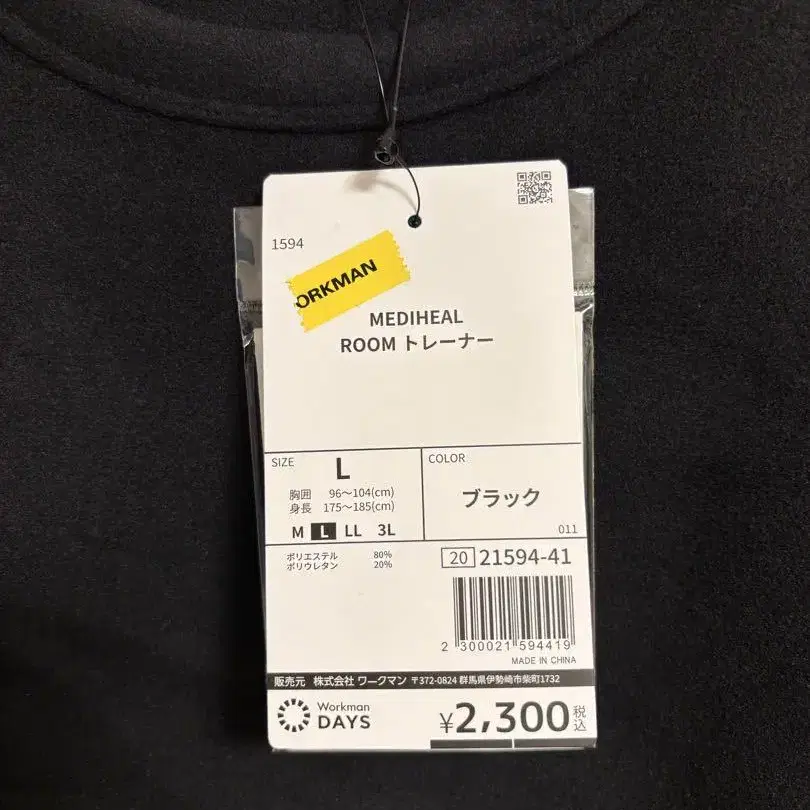 1594
ORKMAN
MEDIHEAL
ROOM トレーナー
SIZE
L
胸囲 96〜104(cm)
身長 175〜185(cm)
M L LL 3L
COLOR
ブラック
011
ポリエステル 80%
ポリウレタン 20%
20 21594-41
2 300021 594419
MADE IN CHINA
販売元 株式会社 ワークマン 〒372-0824 群馬県伊勢崎市柴町1732
Workman
DAYS
¥2,300税込